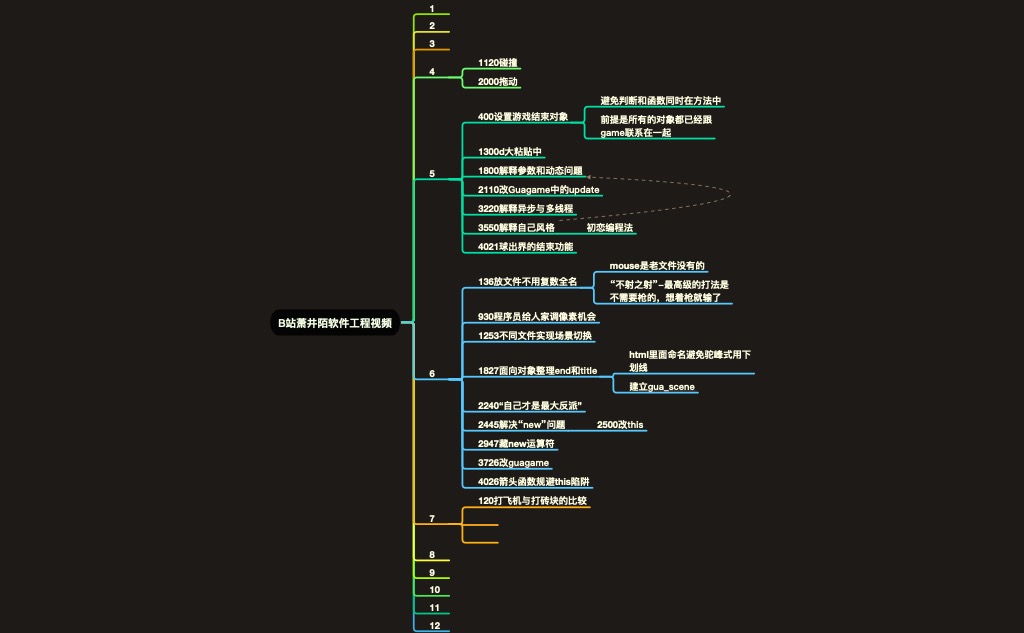 B站萧井陌软件工程视频
1
2
3
4
1120碰撞
2000拖动
5
400设置游戏结束对象
避免判断和函数同时在方法中
前提是所有的对象都已经跟
game联系在一起
1300d大粘贴中
1800解释参数和动态问题
2110改Guagame中的update
3220解释异步与多线程
3550解释自己风格
初恋编程法
4021球出界的结束功能
6
136放文件不用复数全名
mouse是老文件没有的
“不射之射”-最高级的打法是
不需要枪的，想着枪就输了
930程序员给人家调像素机会
1253不同文件实现场景切换
1827面向对象整理end和title
html里面命名避免驼峰式用下
划线
建立gua_scene
2240“自己才是最大反派”
2445解决“new”问题
2500改this
2947藏new运算符
3726改guagame
4026箭头函数规避this陷阱
7
120打飞机与打砖块的比较
8
9
10
11
12